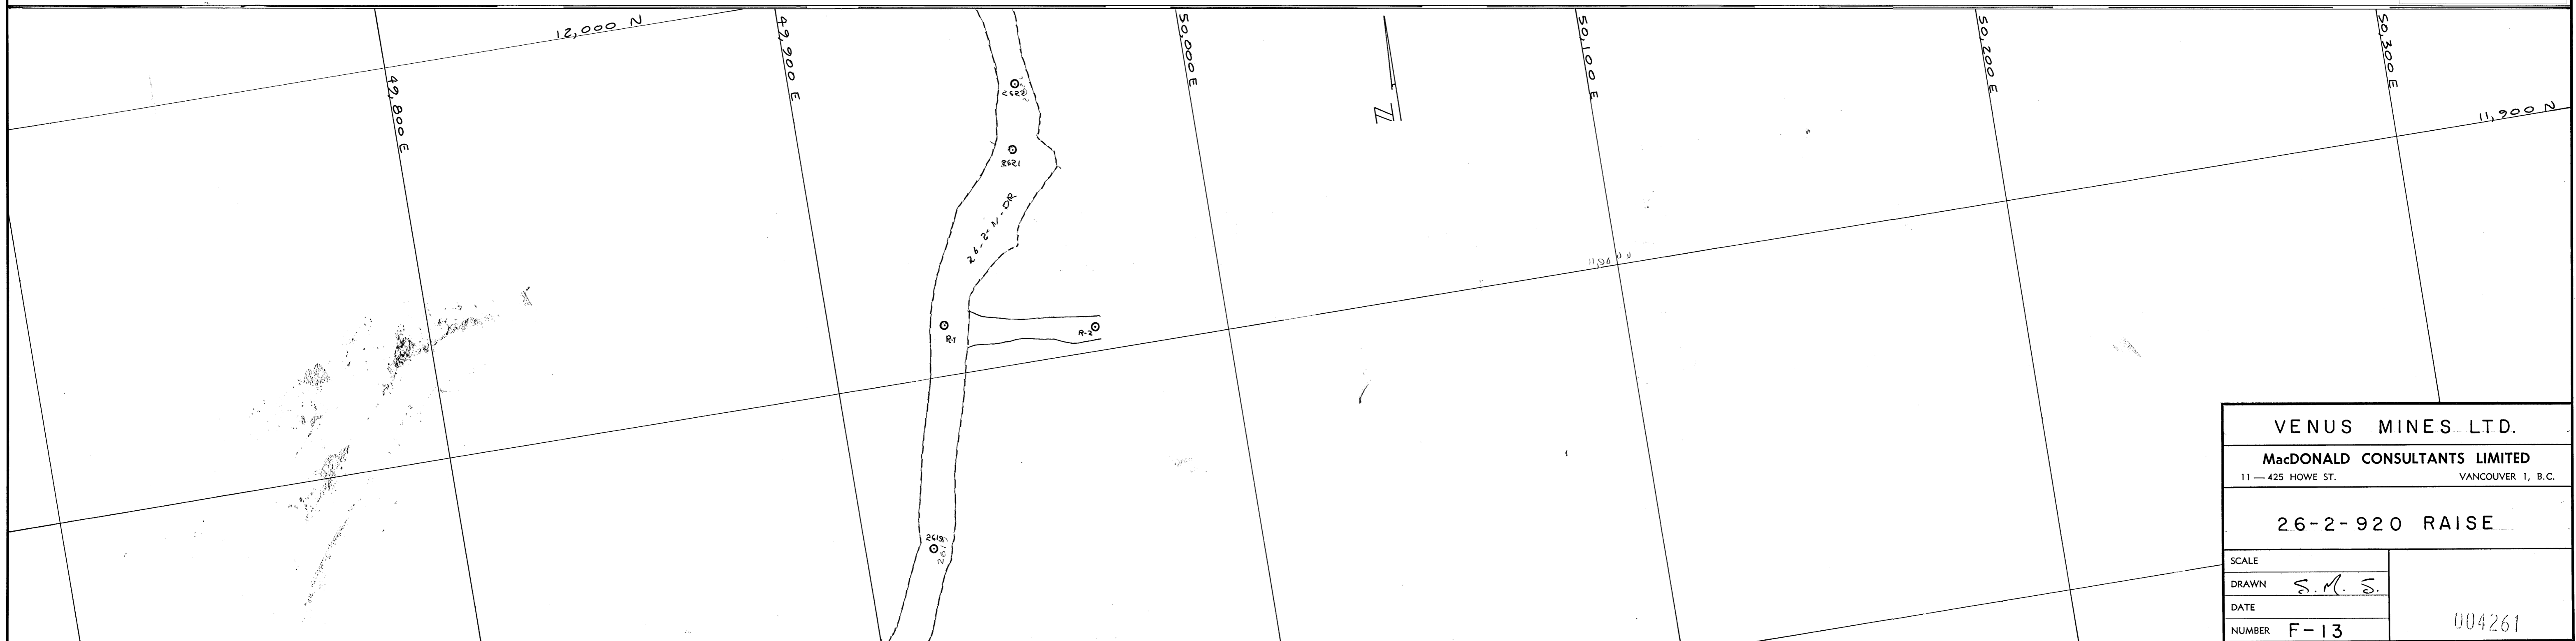 12,000 N
49,800 E
49,900 E
50,000 E
50,100 E
50,200 E
50,300 E
11,900 N
N
2621
26-2-N-DR
R-1
R-2
2619
VENUS MINES LTD.
MacDONALD CONSULTANTS LIMITED
11 — 425 HOWE ST. VANCOUVER 1, B.C.
26-2-920 RAISE
SCALE
DRAWN S.M.S.
DATE
NUMBER F-13
004261